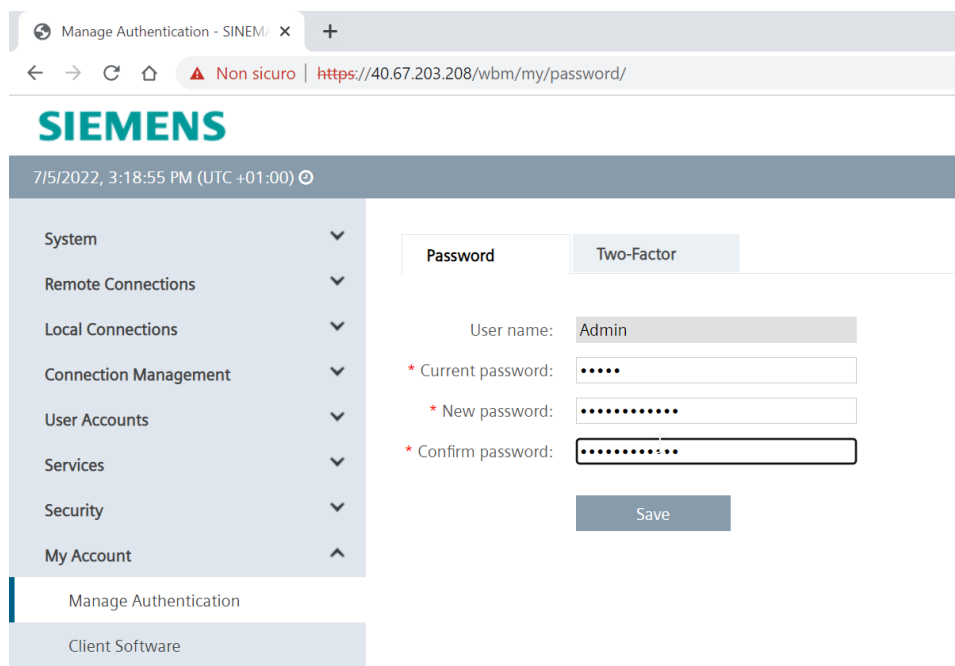 Manage Authentication - SINEMA
Non sicuro https://40.67.203.208/wbm/my/password/
SIEMENS
7/5/2022, 3:18:55 PM (UTC +01:00)
System
Remote Connections
Local Connections
Connection Management
User Accounts
Services
Security
My Account
Manage Authentication
Client Software
Password Two-Factor
User name: Admin
* Current password: •••••
* New password: ••••••••••••
* Confirm password: ••••••••••••
Save